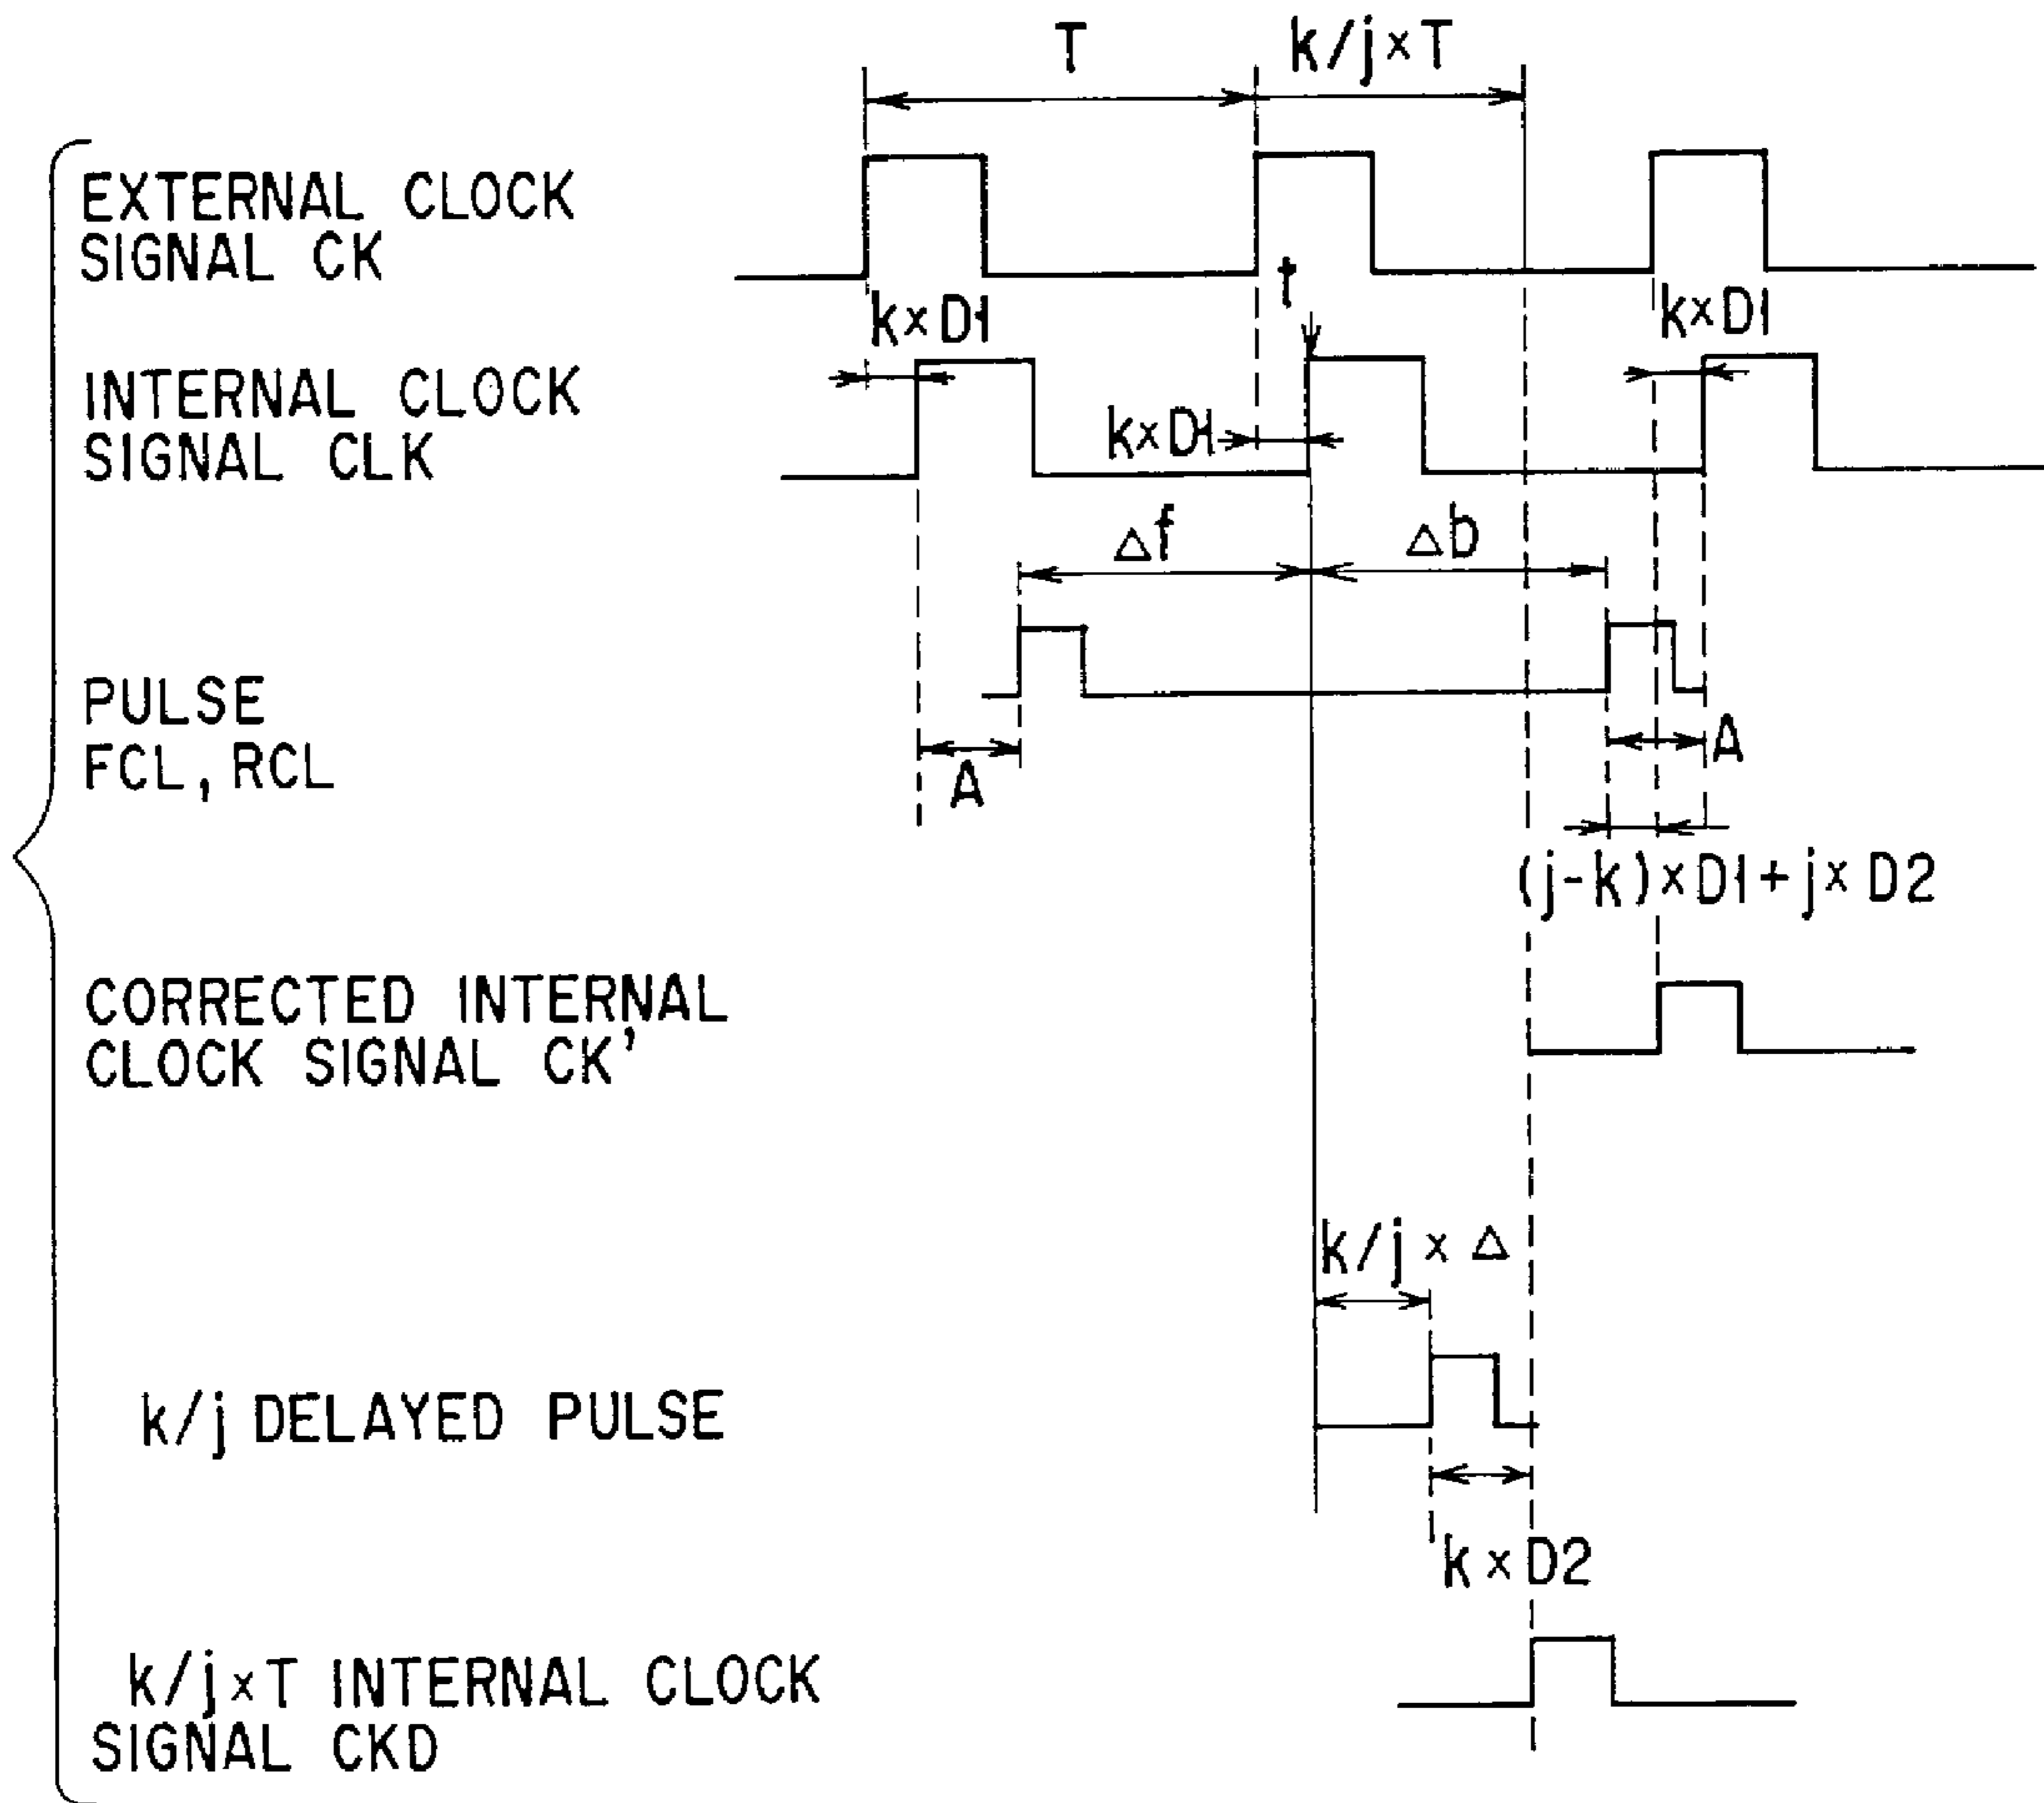 T
k/j×T
EXTERNAL CLOCK
SIGNAL CK
t
k×D1
k×D1
INTERNAL CLOCK
SIGNAL CLK
k×D1
Δf
Δb
PULSE
FCL, RCL
A
A
(j-k)×D1+j×D2
CORRECTED INTERNAL
CLOCK SIGNAL CK'
k/j×Δ
k/j DELAYED PULSE
k×D2
k/j×T INTERNAL CLOCK
SIGNAL CKD